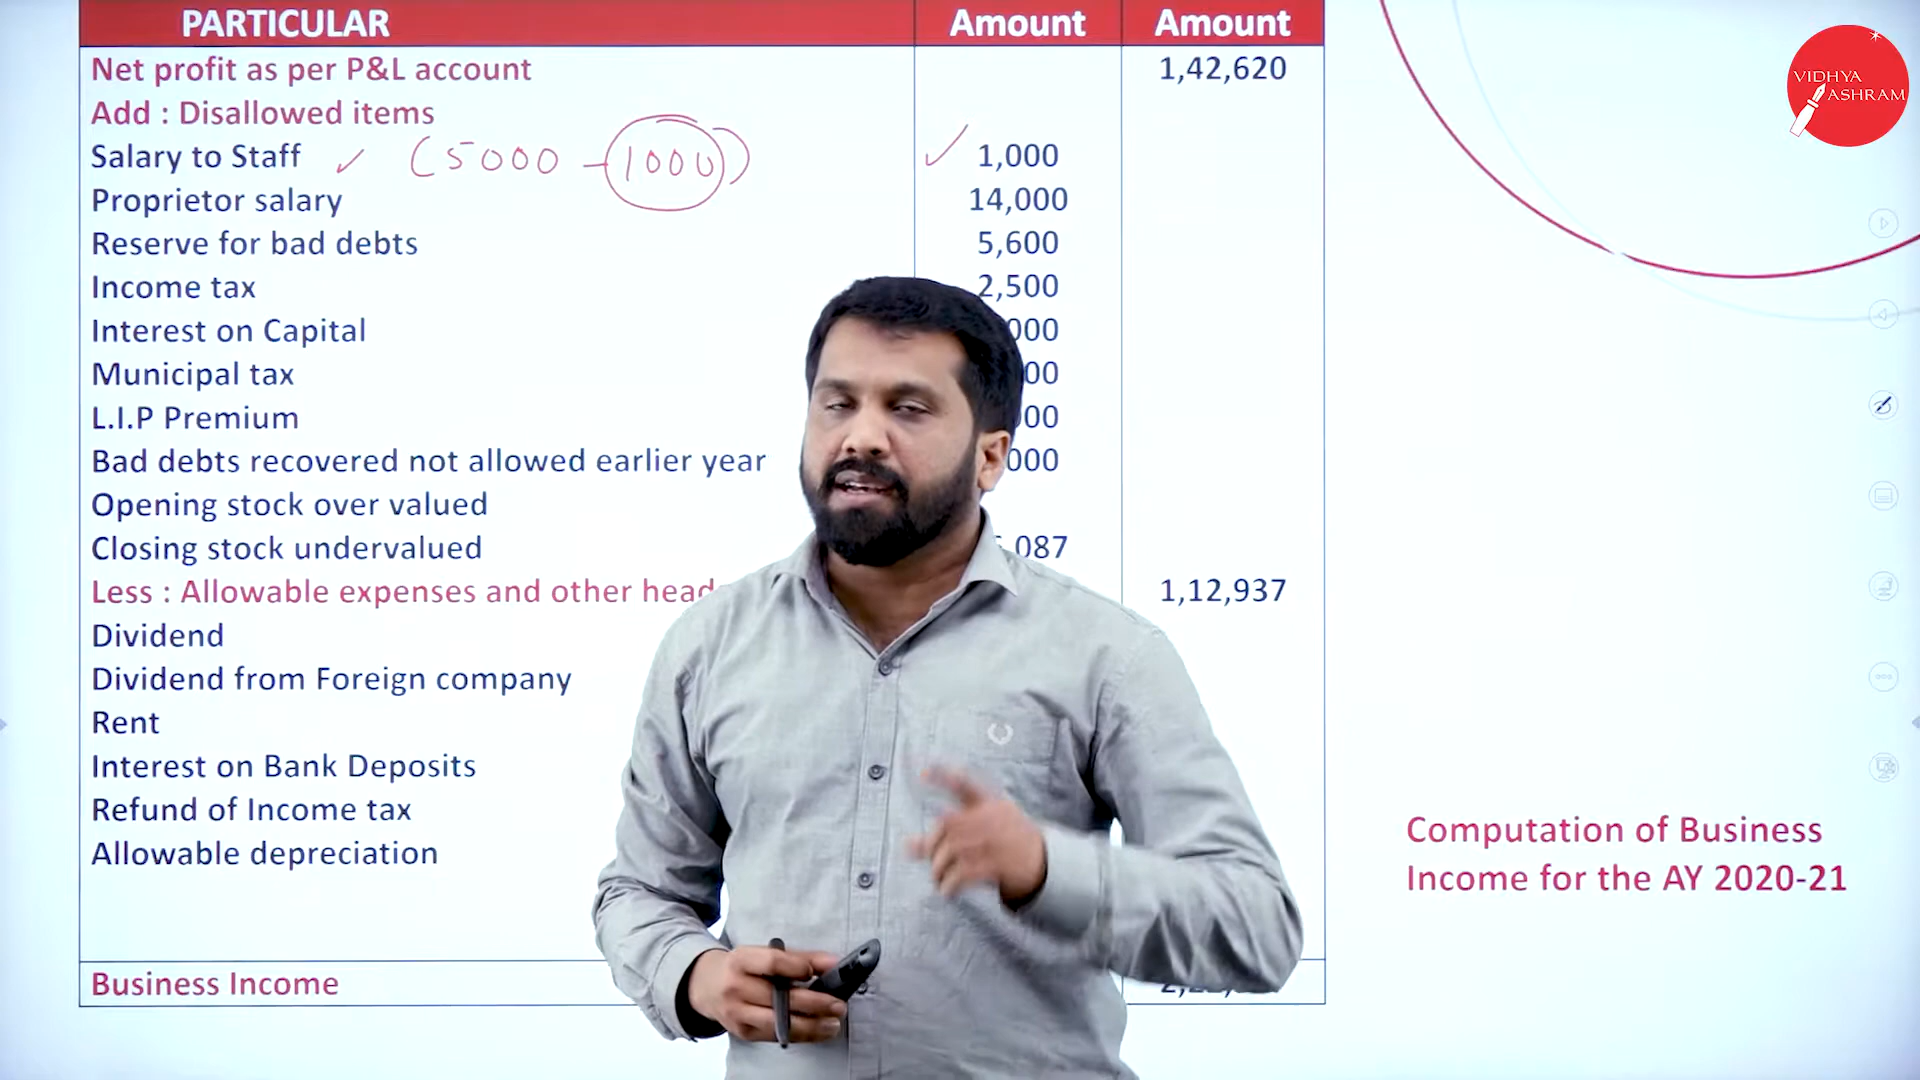 PARTICULAR Amount Amount
Net profit as per P&L account 1,42,620
Add : Disallowed items
Salary to Staff (5000 - 1000) 1,000
Proprietor salary 14,000
Reserve for bad debts 5,600
Income tax 2,500
Interest on Capital
Municipal tax
L.I.P Premium
Bad debts recovered not allowed earlier year
Opening stock over valued
Closing stock undervalued
Less : Allowable expenses and other 1,12,937
Dividend
Dividend from Foreign company
Rent
Interest on Bank Deposits
Refund of Income tax
Allowable depreciation
Business Income
VIDHYA
ASHRAM
Computation of Business
Income for the AY 2020-21